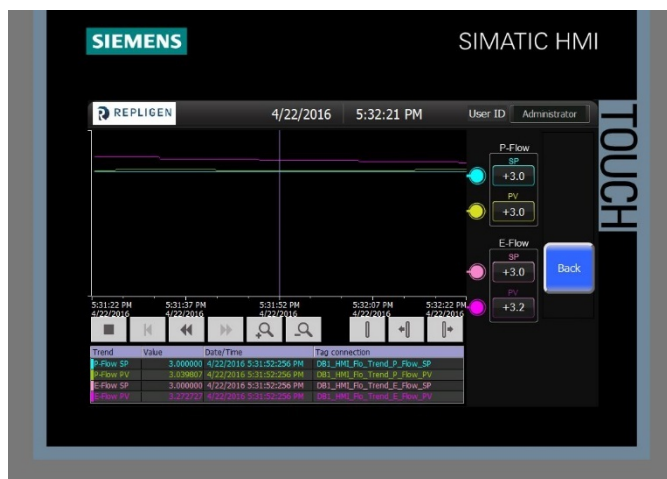 SIEMENS
SIMATIC HMI
TOUCH
REPLIGEN
4/22/2016 5:32:21 PM User ID Administrator
P-Flow
SP
+3.0
PV
+3.0
E-Flow
SP
+3.0
PV
+3.2
Back
5:31:22 PM 5:31:37 PM 5:31:52 PM 5:32:07 PM 5:32:22 PM
4/22/2016 4/22/2016 4/22/2016 4/22/2016 4/22/2016
Trend Value Date/Time Tag connection
P-Flow SP 3.000000 4/22/2016 5:31:52:256 PM DB1_HMI_Flo_Trend_P_Flow_SP
P-Flow PV 3.039807 4/22/2016 5:31:52:256 PM DB1_HMI_Flo_Trend_P_Flow_PV
E-Flow SP 3.000000 4/22/2016 5:31:52:256 PM DB1_HMI_Flo_Trend_E_Flow_SP
E-Flow PV 3.273727 4/22/2016 5:31:52:256 PM DB1_HMI_Flo_Trend_E_Flow_PV